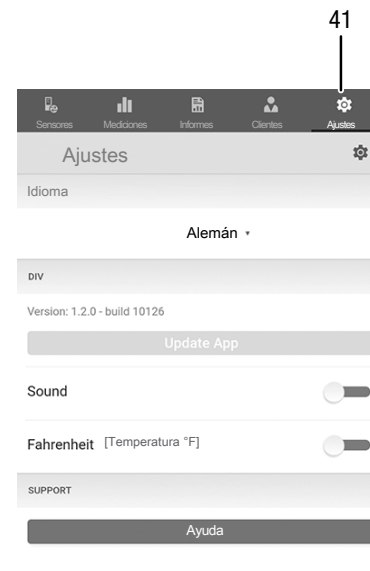 41
Sensores Mediciones Informes Clientes Ajustes
Ajustes
Idioma
Alemán
DIV
Version: 1.2.0 - build 10126
Update App
Sound
Fahrenheit [Temperatura °F]
SUPPORT
Ayuda